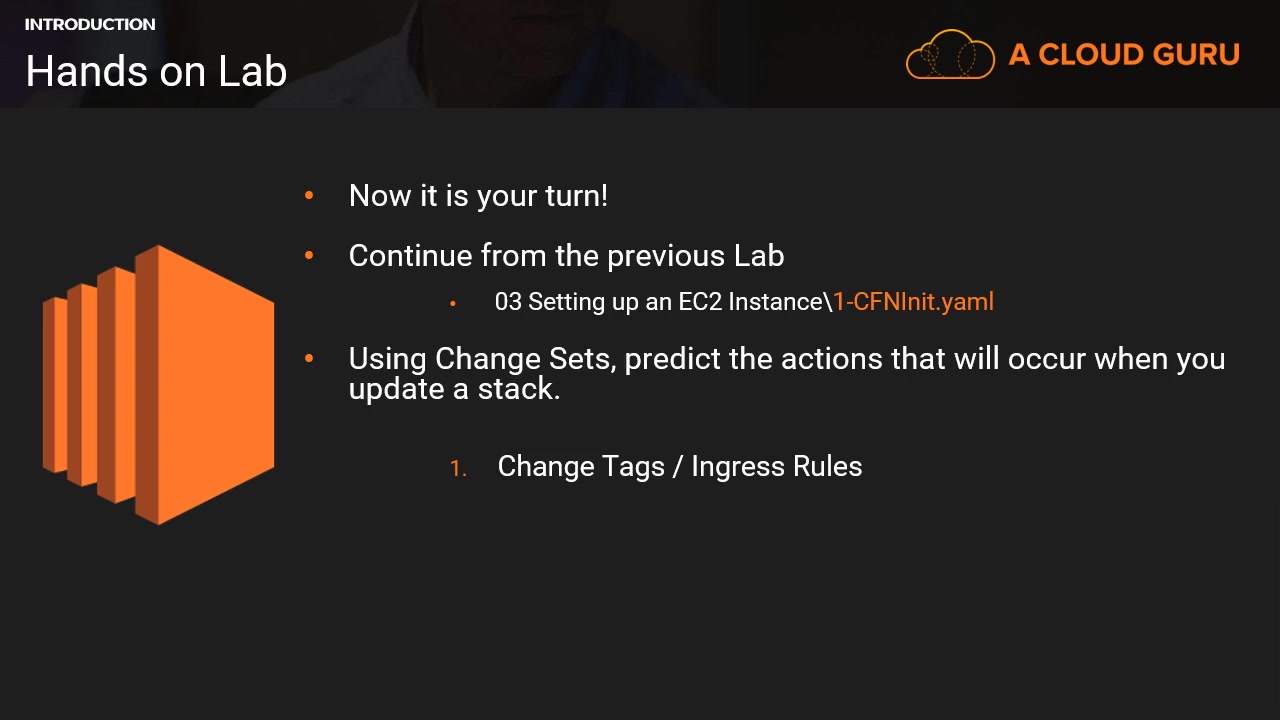 INTRODUCTION
Hands on Lab
A CLOUD GURU
• Now it is your turn!
• Continue from the previous Lab
• 03 Setting up an EC2 Instance\1-CFNInit.yaml
• Using Change Sets, predict the actions that will occur when you
update a stack.
1. Change Tags / Ingress Rules